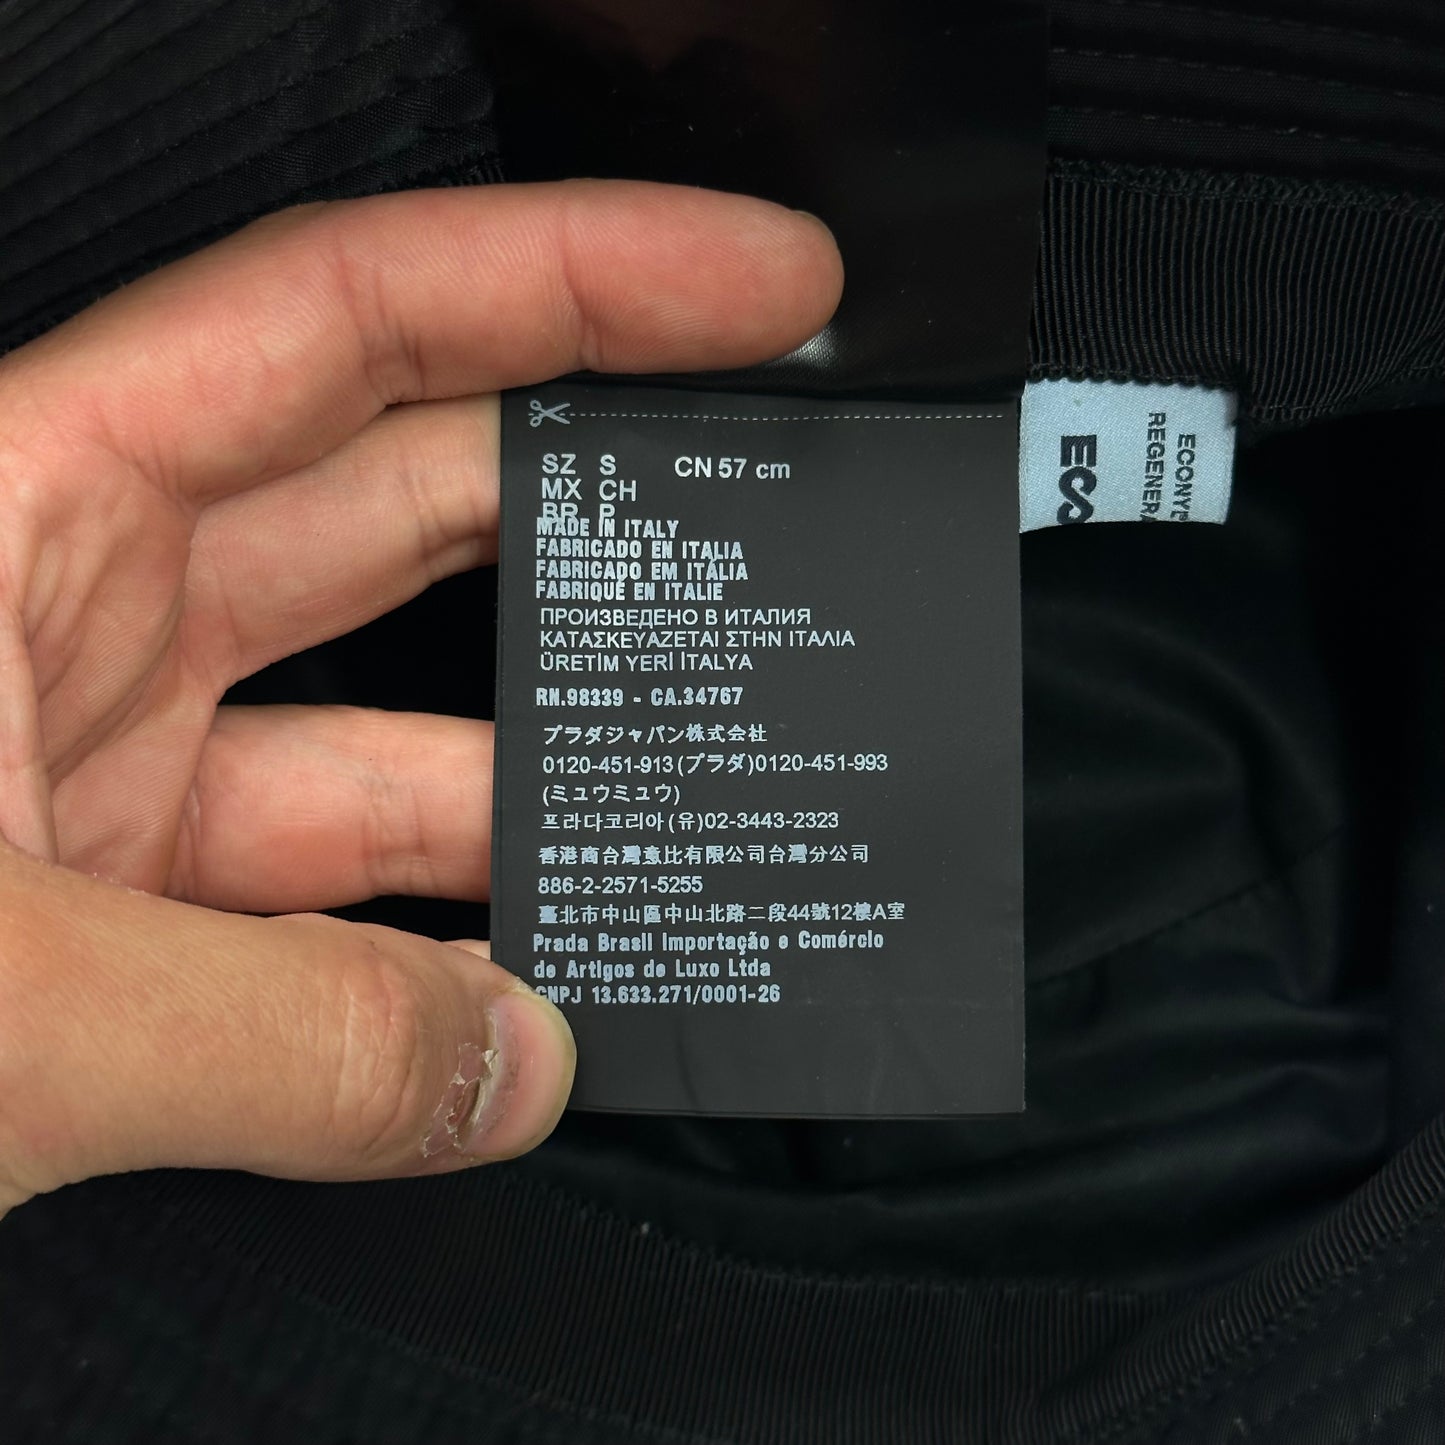 SZ S CN 57 cm
MX CH
BR P
MADE IN ITALY
FABRICADO EN ITALIA
FABRICADO EM ITÁLIA
FABRIQUÉ EN ITALIE
ПРОИЗВЕДЕНО В ИТАЛИЯ
ΚΑΤΑΣΚΕΥΑΖΕΤΑΙ ΣΤΗΝ ΙΤΑΛΙΑ
ÜRETİM YERİ İTALYA
RN.98339 - CA.34767
プラダジャパン株式会社
0120-451-913(プラダ)0120-451-993
(ミュウミュウ)
프라다코리아(유)02-3443-2323
香港商台灣意比有限公司台灣分公司
886-2-2571-5255
臺北市中山區中山北路二段44號12樓A室
Prada Brasil Importação e Comércio
de Artigos de Luxo Ltda
CNPJ 13.633.271/0001-26